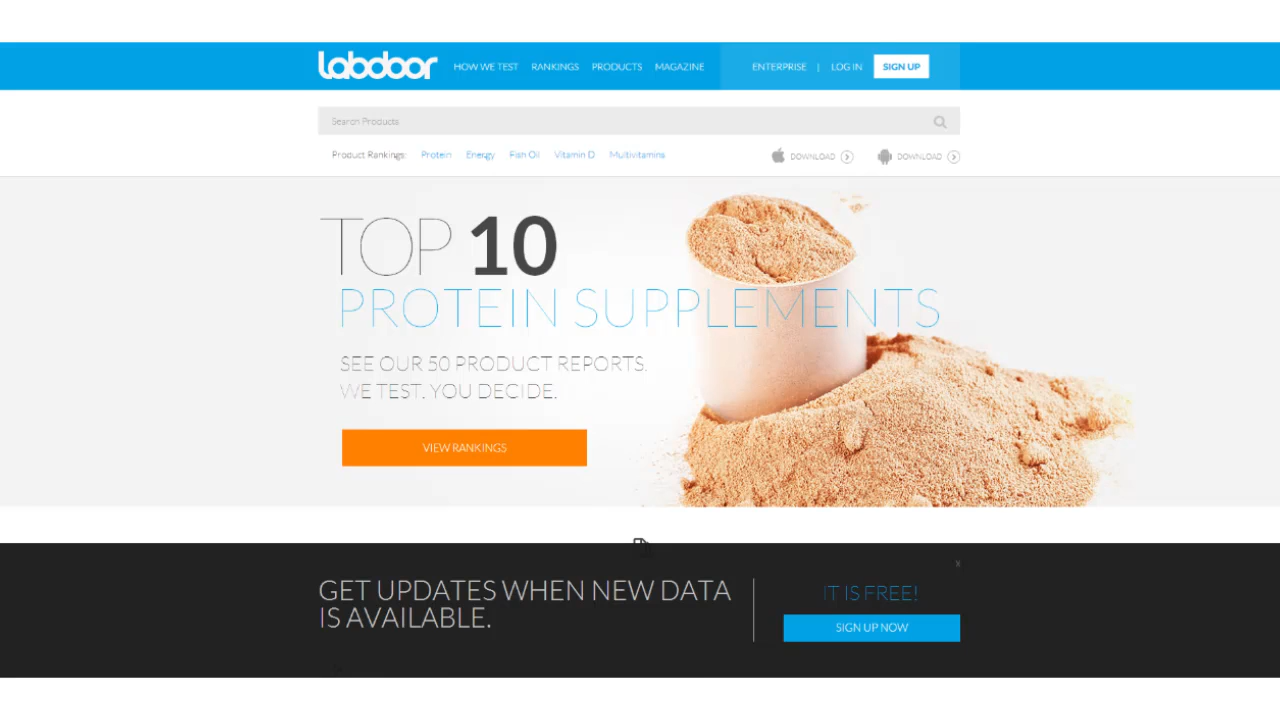 labdoor HOW WE TEST RANKINGS PRODUCTS MAGAZINE ENTERPRISE | LOG IN SIGN UP
Search Products
Product Rankings: Protein Energy Fish Oil Vitamin D Multivitamins DOWNLOAD DOWNLOAD
TOP 10
PROTEIN SUPPLEMENTS
SEE OUR 50 PRODUCT REPORTS.
WE TEST. YOU DECIDE.
VIEW RANKINGS
x
GET UPDATES WHEN NEW DATA
IS AVAILABLE.
IT IS FREE!
SIGN UP NOW